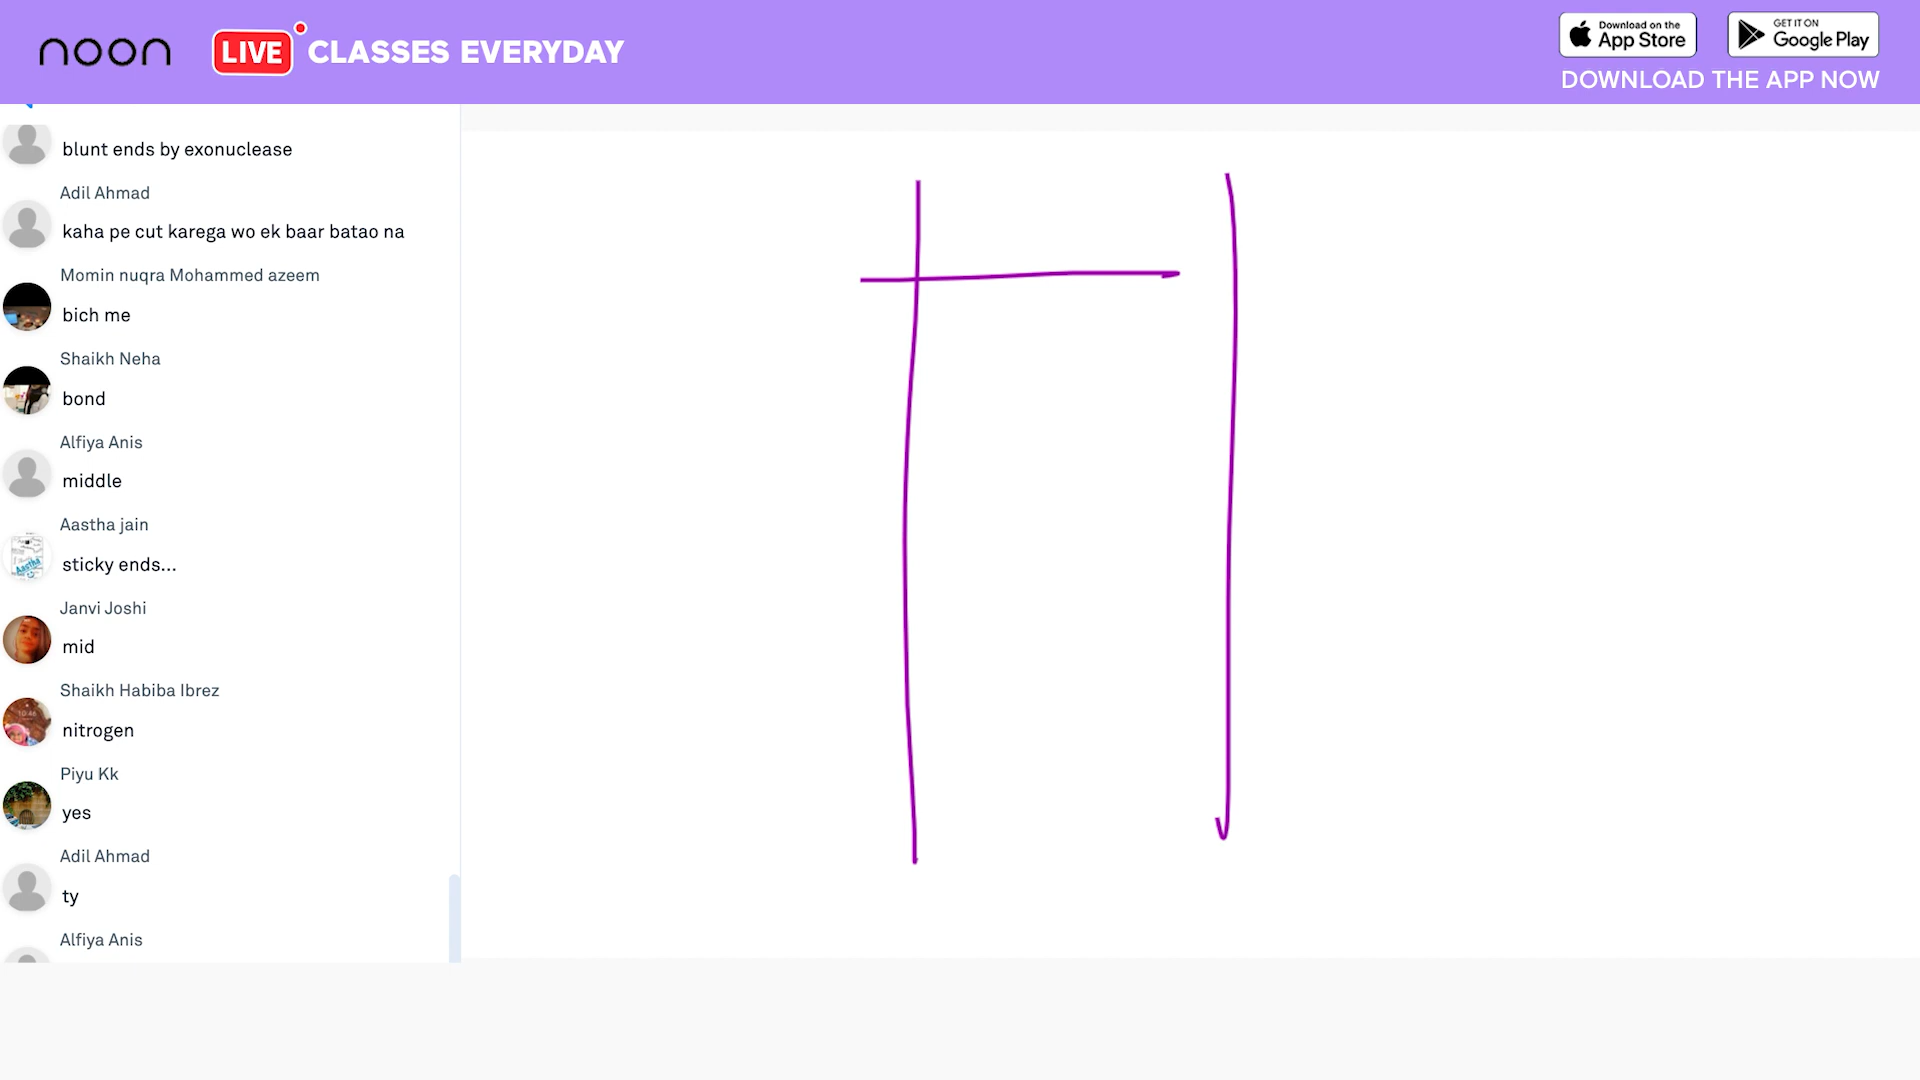 noon LIVE CLASSES EVERYDAY
Download on the App Store
GET IT ON Google Play
DOWNLOAD THE APP NOW
blunt ends by exonuclease
Adil Ahmad
kaha pe cut karega wo ek baar batao na
Momin nuqra Mohammed azeem
bich me
Shaikh Neha
bond
Alfiya Anis
middle
Aastha jain
sticky ends...
Janvi Joshi
mid
Shaikh Habiba Ibrez
nitrogen
Piyu Kk
yes
Adil Ahmad
ty
Alfiya Anis